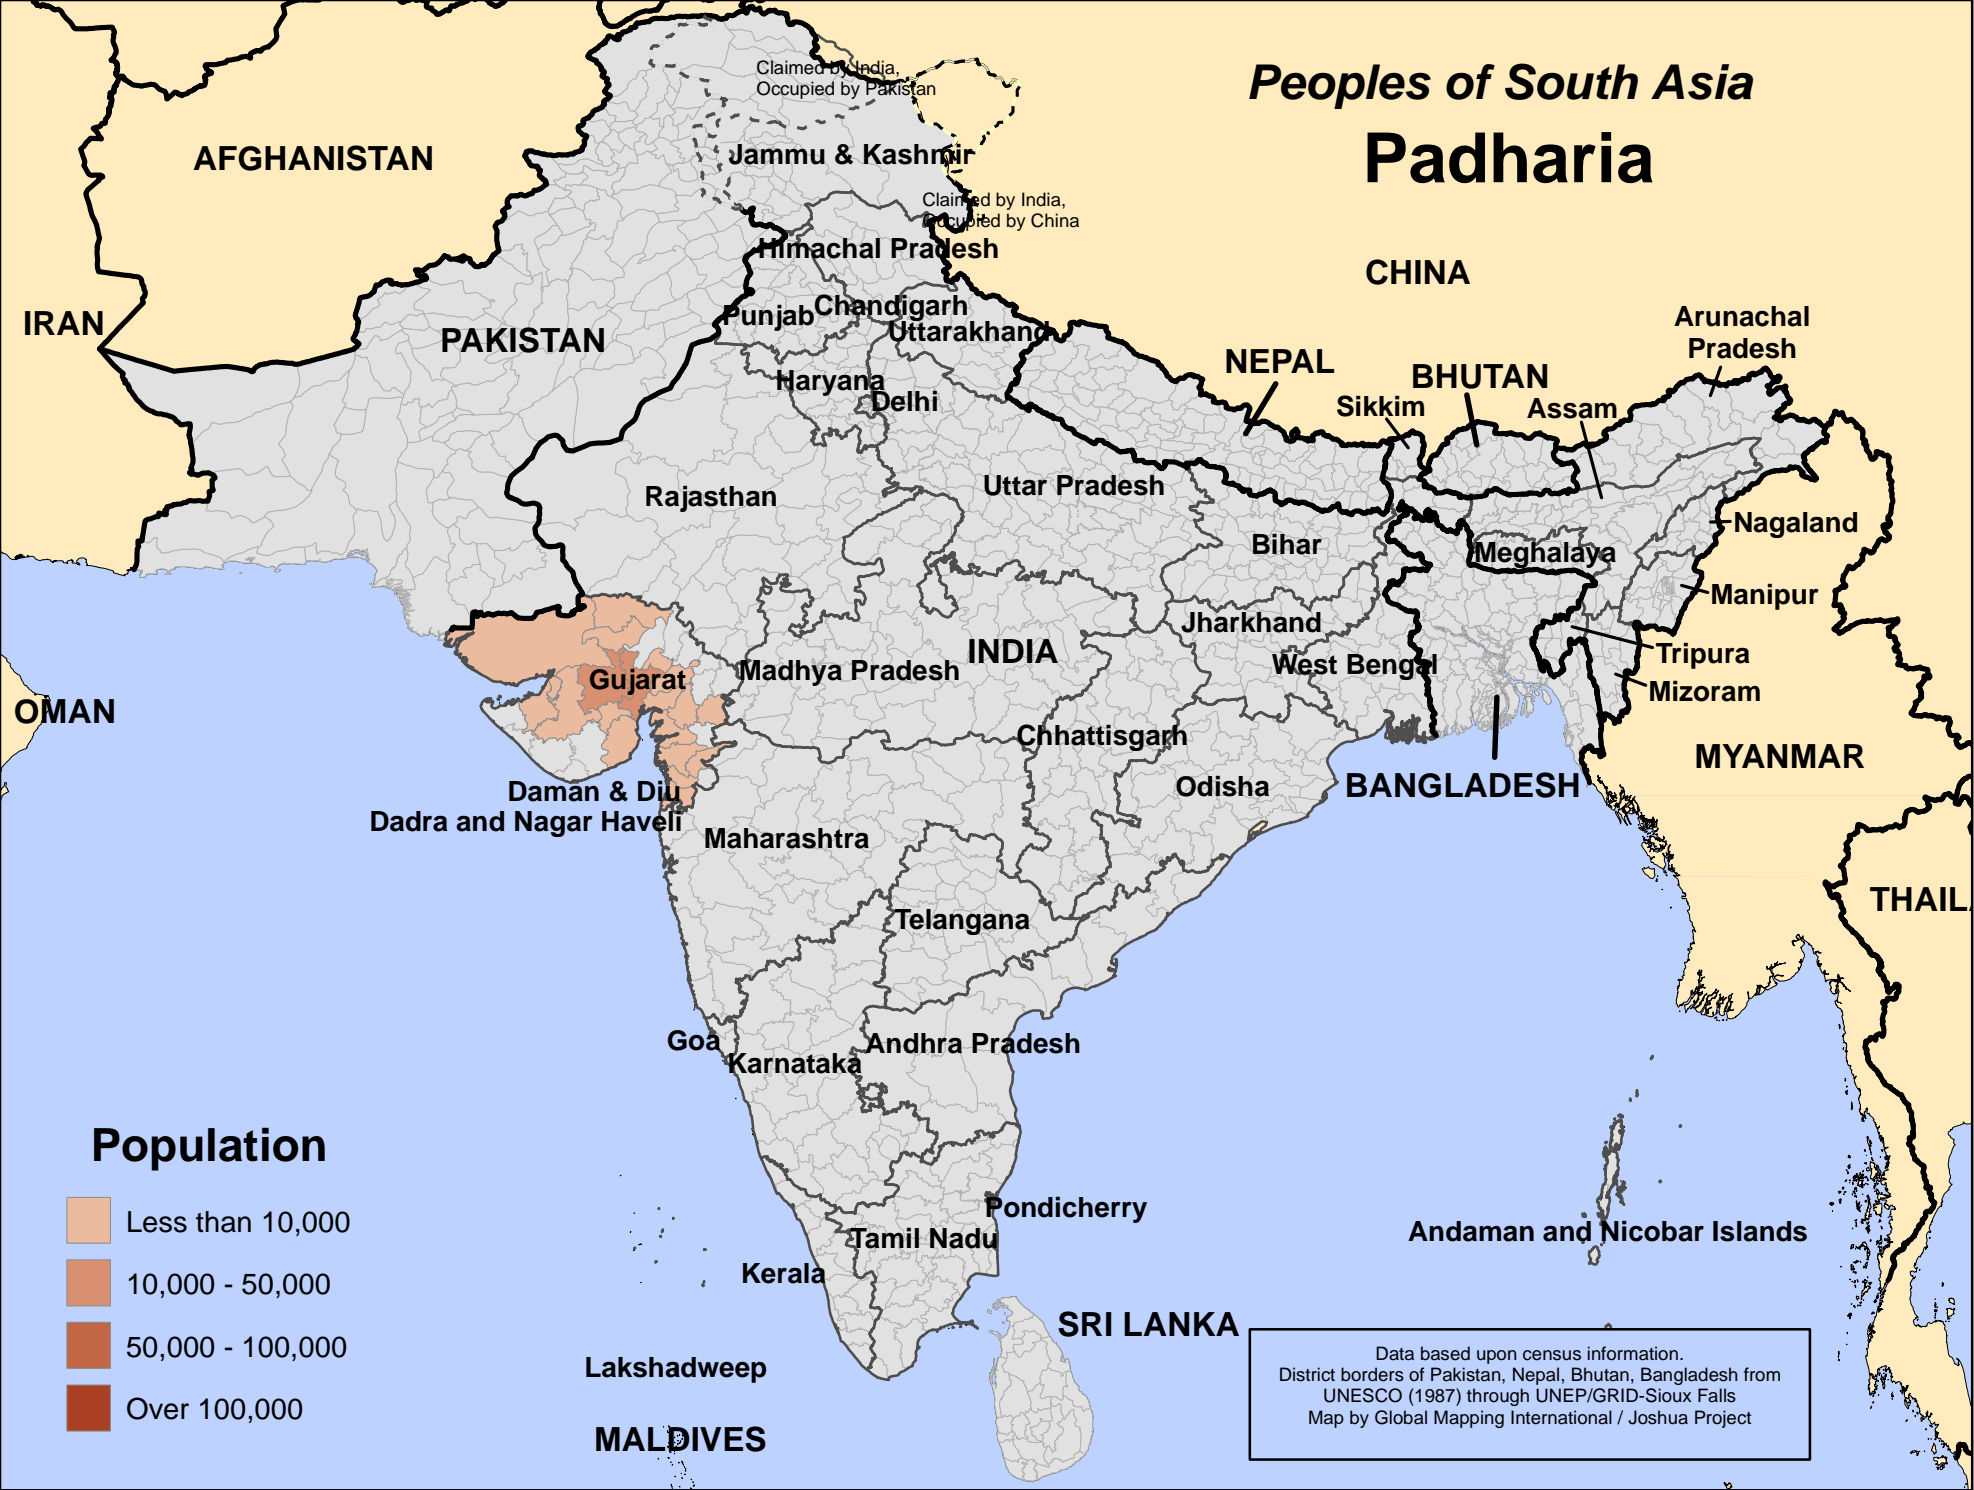 Peoples of South Asia
Padharia
Claimed by India,
Occupied by Pakistan
AFGHANISTAN
Jammu & Kashmir
Claimed by India,
Occupied by China
Himachal Pradesh
CHINA
IRAN
PAKISTAN
Punjab
Chandigarh
Uttarakhand
Arunachal
Pradesh
NEPAL
BHUTAN
Haryana
Delhi
Sikkim
Assam
Rajasthan
Uttar Pradesh
Nagaland
Bihar
Meghalaya
Manipur
Jharkhand
INDIA
Tripura
Madhya Pradesh
West Bengal
Gujarat
Mizoram
OMAN
Chhattisgarh
MYANMAR
Odisha
BANGLADESH
Daman & Diu
Dadra and Nagar Haveli
Maharashtra
THAIL
Telangana
Goa
Andhra Pradesh
Karnataka
Pondicherry
Tamil Nadu
Andaman and Nicobar Islands
Kerala
SRI LANKA
Lakshadweep
MALDIVES
Population
Less than 10,000
10,000 - 50,000
50,000 - 100,000
Over 100,000
Data based upon census information.
District borders of Pakistan, Nepal, Bhutan, Bangladesh from
UNESCO (1987) through UNEP/GRID-Sioux Falls
Map by Global Mapping International / Joshua Project